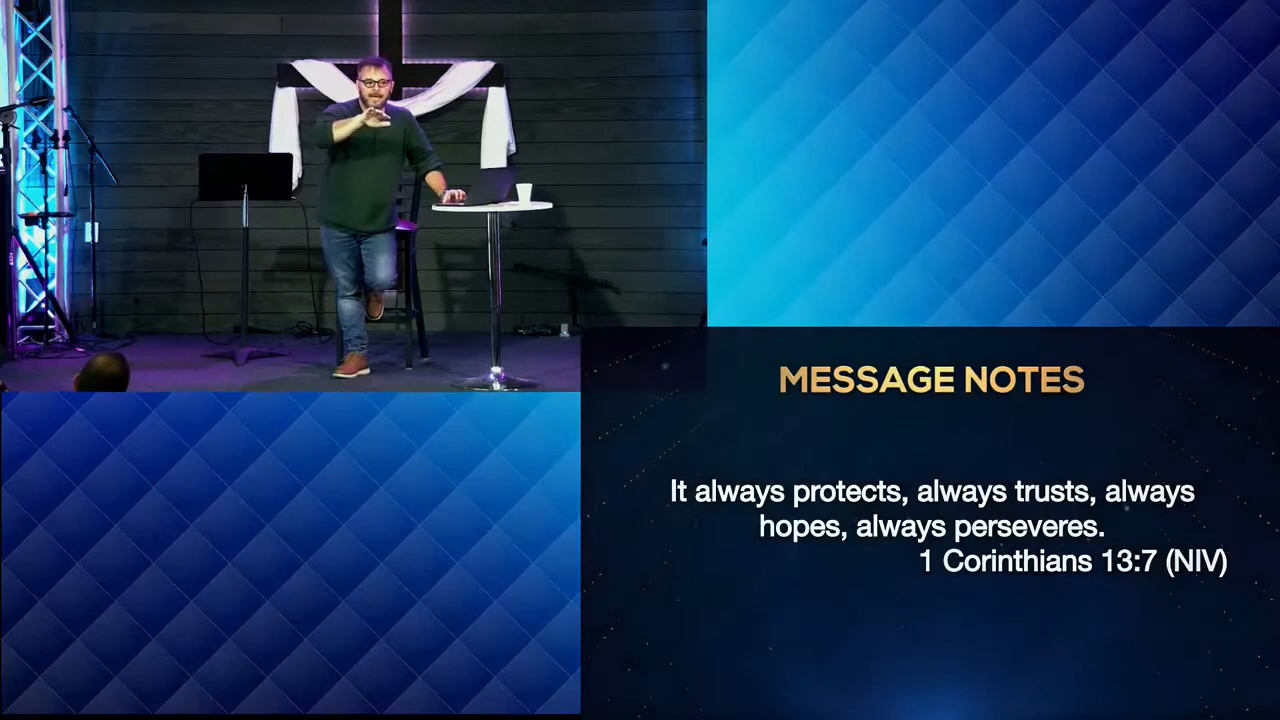 MESSAGE NOTES
It always protects, always trusts, always
hopes, always perseveres.
1 Corinthians 13:7 (NIV)